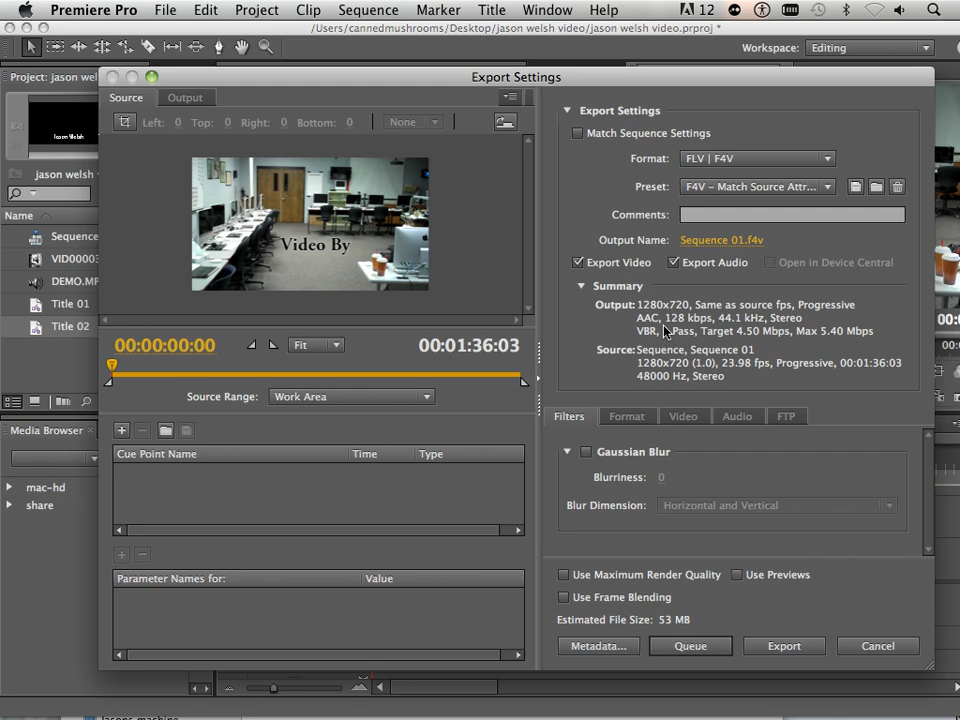 Premiere Pro File Edit Project Clip Sequence Marker Title Window Help 12
/Users/cannedmushrooms/Desktop/jason welsh video/jason welsh video.prproj *
Workspace: Editing
Project: jason wel
Export Settings
Source Output
Left: 0 Top: 0 Right: 0 Bottom: 0 None
Jason Welsh
jason welsh
Name
Sequence
VID0000
DEMO.MP
Title 01
Title 02
Video By
00:00:00:00 Fit 00:01:36:03
Source Range: Work Area
Cue Point Name Time Type
Parameter Names for: Value
Media Browser
mac-hd
share
Export Settings
Match Sequence Settings
Format: FLV | F4V
Preset: F4V – Match Source Attr...
Comments:
Output Name: Sequence 01.f4v
Export Video Export Audio Open in Device Central
Summary
Output: 1280x720, Same as source fps, Progressive
AAC, 128 kbps, 44.1 kHz, Stereo
VBR, Pass, Target 4.50 Mbps, Max 5.40 Mbps
Source: Sequence, Sequence 01
1280x720 (1.0), 23.98 fps, Progressive, 00:01:36:03
48000 Hz, Stereo
Filters Format Video Audio FTP
Gaussian Blur
Blurriness: 0
Blur Dimension: Horizontal and Vertical
Use Maximum Render Quality Use Previews
Use Frame Blending
Estimated File Size: 53 MB
Metadata... Queue Export Cancel
00:0
00: